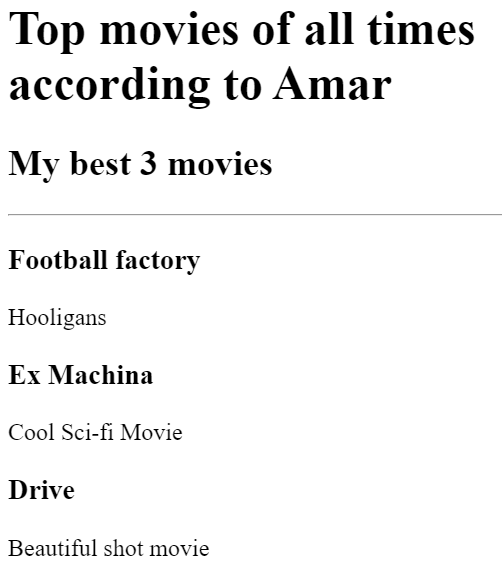 Top movies of all times
according to Amar
My best 3 movies
Football factory
Hooligans
Ex Machina
Cool Sci-fi Movie
Drive
Beautiful shot movie